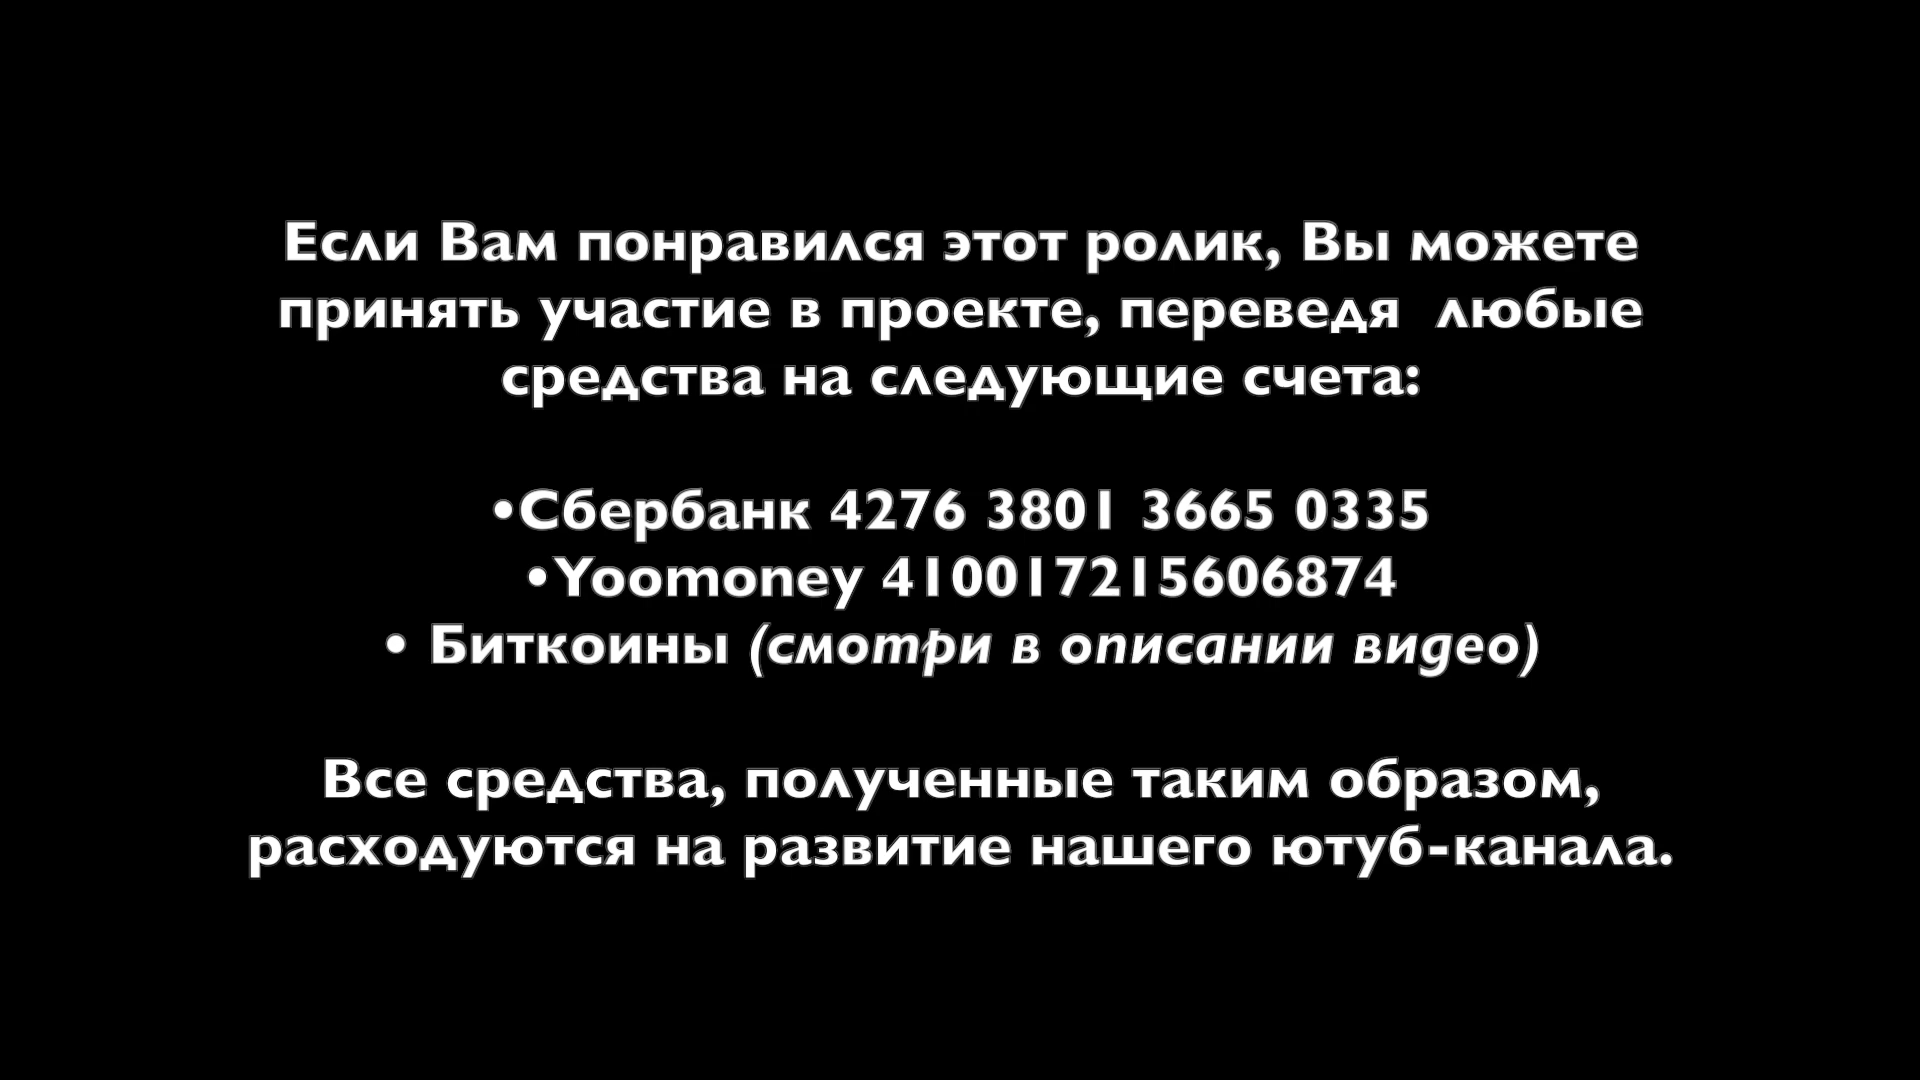 Если Вам понравился этот ролик, Вы можете
принять участие в проекте, переведя  любые
средства на следующие счета:
•Сбербанк 4276 3801 3665 0335
•Yoomoney 410017215606874
• Биткоины (смотри в описании видео)
Все средства, полученные таким образом,
расходуются на развитие нашего ютуб-канала.